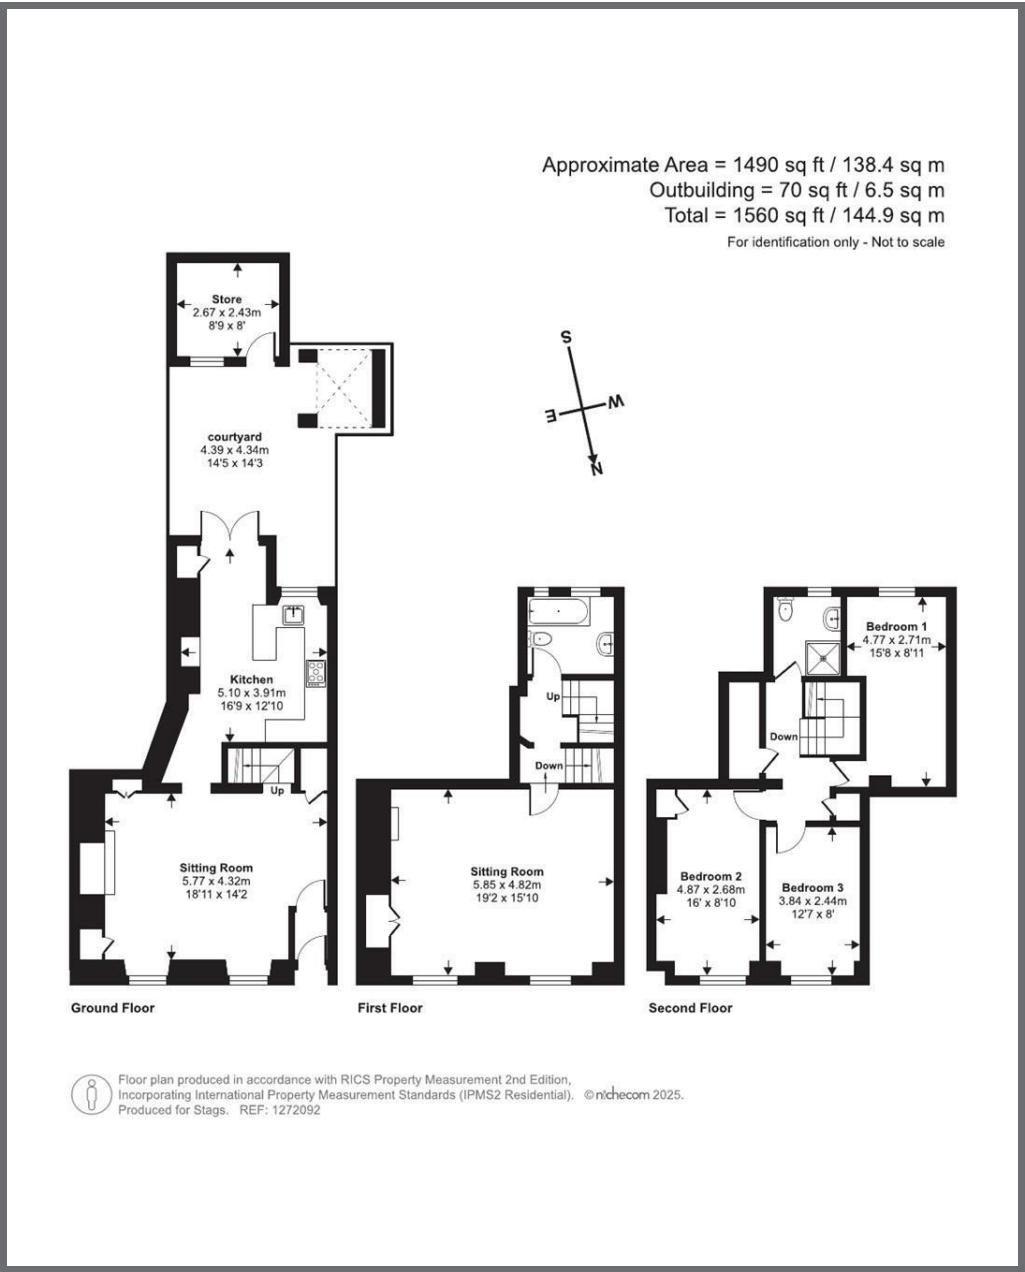 Approximate Area = 1490 sq ft / 138.4 sq m
Outbuilding = 70 sq ft / 6.5 sq m
Total = 1560 sq ft / 144.9 sq m
For identification only - Not to scale
Store
2.67 x 2.43m
8'9 x 8'
S
W
E
N
courtyard
4.39 x 4.34m
14'5 x 14'3
Kitchen
5.10 x 3.91m
16'9 x 12'10
Up
Sitting Room
5.77 x 4.32m
18'11 x 14'2
Ground Floor
Up
Down
Sitting Room
5.85 x 4.82m
19'2 x 15'10
First Floor
Bedroom 1
4.77 x 2.71m
15'8 x 8'11
Down
Bedroom 2
4.87 x 2.68m
16' x 8'10
Bedroom 3
3.84 x 2.44m
12'7 x 8'
Second Floor
Floor plan produced in accordance with RICS Property Measurement 2nd Edition,
Incorporating International Property Measurement Standards (IPMS2 Residential). © nichecom 2025.
Produced for Stags. REF: 1272092